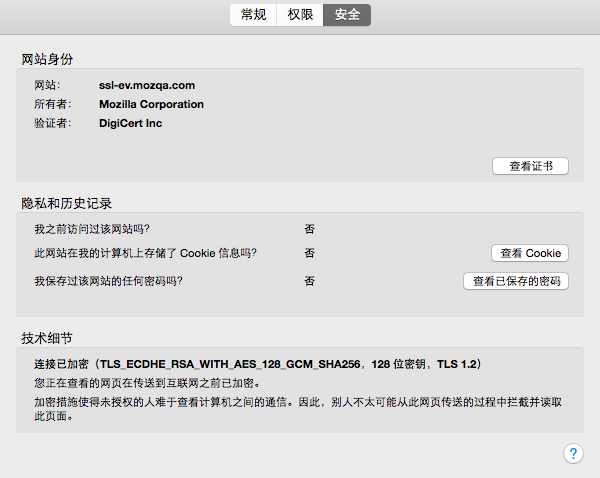 常规 权限 安全
网站身份
网站: ssl-ev.mozqa.com
所有者: Mozilla Corporation
验证者: DigiCert Inc
查看证书
隐私和历史记录
我之前访问过该网站吗? 否
此网站在我的计算机上存储了 Cookie 信息吗? 否 查看 Cookie
我保存过该网站的任何密码吗? 否 查看已保存的密码
技术细节
连接已加密（TLS_ECDHE_RSA_WITH_AES_128_GCM_SHA256，128 位密钥，TLS 1.2）
您正在查看的网页在传送到互联网之前已加密。
加密措施使得未授权的人难于查看计算机之间的通信。因此，别人不太可能从此网页传送的过程中拦截并读取
此页面。
?